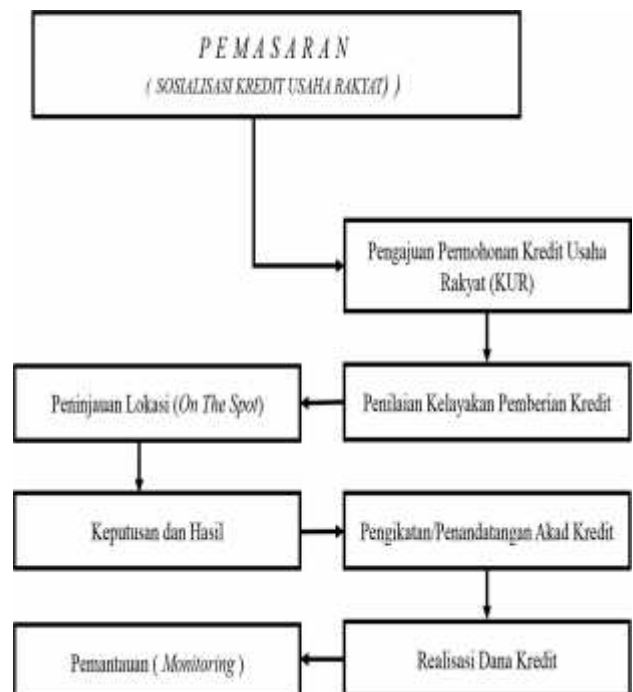 PEMASARAN
( SOSIALISASI KREDIT USAHA RAKYAT) )
Pengajuan Permohonan Kredit Usaha
Rakyat (KUR)
Penilaian Kelayakan Pemberian Kredit
Peninjauan Lokasi (On The Spot)
Keputusan dan Hasil
Pengikatan/Penandatangan Akad Kredit
Realisasi Dana Kredit
Pemantauan ( Monitoring )